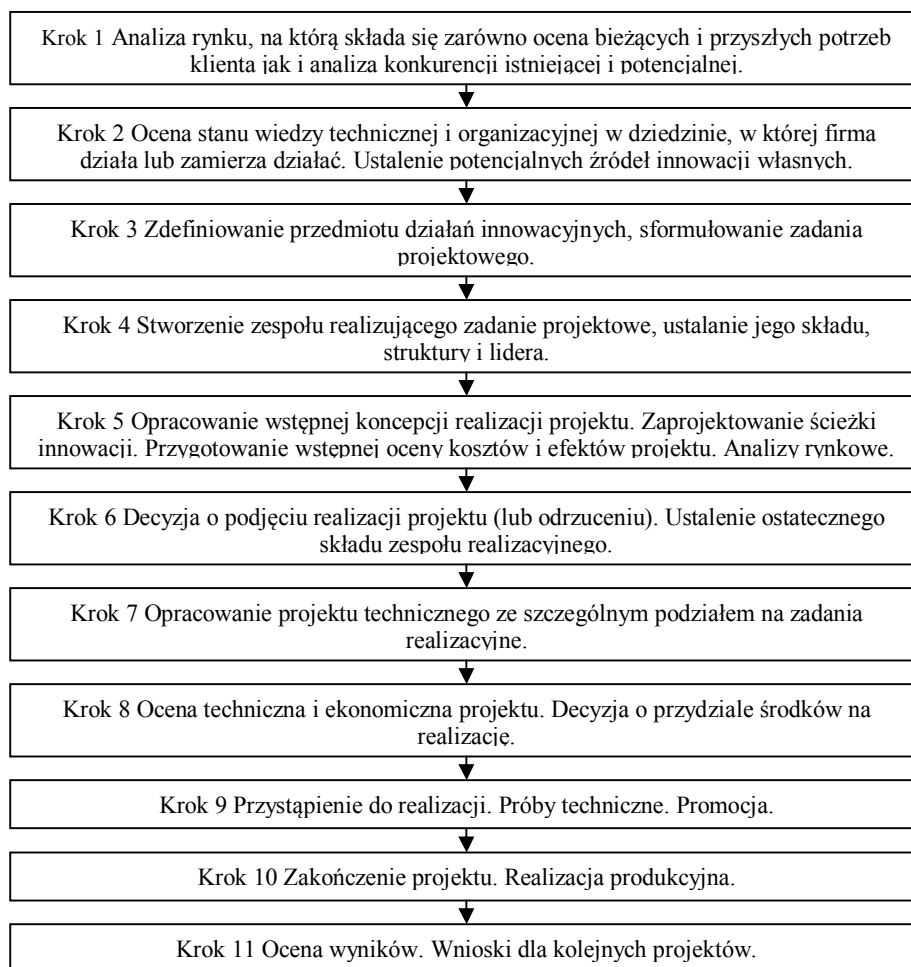 Krok 1 Analiza rynku, na którą składa się zarówno ocena bieżących i przyszłych potrzeb
klienta jak i analiza konkurencji istniejącej i potencjalnej.
Krok 2 Ocena stanu wiedzy technicznej i organizacyjnej w dziedzinie, w której firma
działa lub zamierza działać. Ustalenie potencjalnych źródeł innowacji własnych.
Krok 3 Zdefiniowanie przedmiotu działań innowacyjnych, sformułowanie zadania
projektowego.
Krok 4 Stworzenie zespołu realizującego zadanie projektowe, ustalanie jego składu,
struktury i lidera.
Krok 5 Opracowanie wstępnej koncepcji realizacji projektu. Zaprojektowanie ścieżki
innowacji. Przygotowanie wstępnej oceny kosztów i efektów projektu. Analizy rynkowe.
Krok 6 Decyzja o podjęciu realizacji projektu (lub odrzuceniu). Ustalenie ostatecznego
składu zespołu realizacyjnego.
Krok 7 Opracowanie projektu technicznego ze szczególnym podziałem na zadania
realizacyjne.
Krok 8 Ocena techniczna i ekonomiczna projektu. Decyzja o przydziale środków na
realizację.
Krok 9 Przystąpienie do realizacji. Próby techniczne. Promocja.
Krok 10 Zakończenie projektu. Realizacja produkcyjna.
Krok 11 Ocena wyników. Wnioski dla kolejnych projektów.